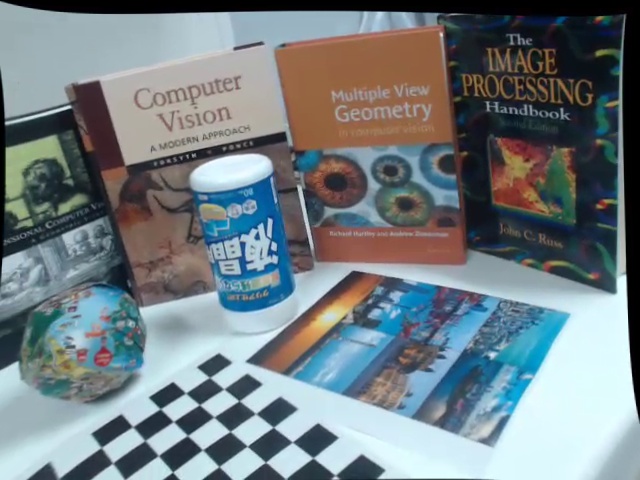 Computer
Vision
A MODERN APPROACH
FORSYTH PONCE
Multiple View
Geometry
in computer vision
Richard Hartley and Andrew Zisserman
The
IMAGE
PROCESSING
Handbook
Second Edition
John C. Russ